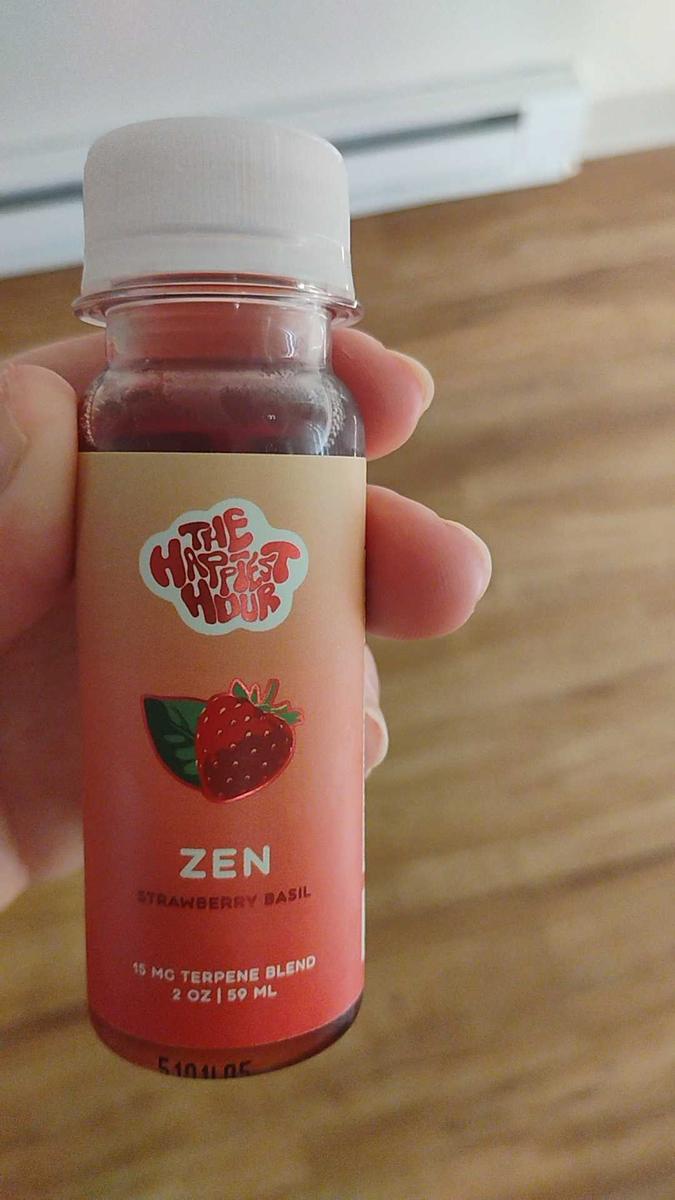 THE
HAPPIEST
HOUR
ZEN
STRAWBERRY BASIL
15 MG TERPENE BLEND
2 OZ | 59 ML